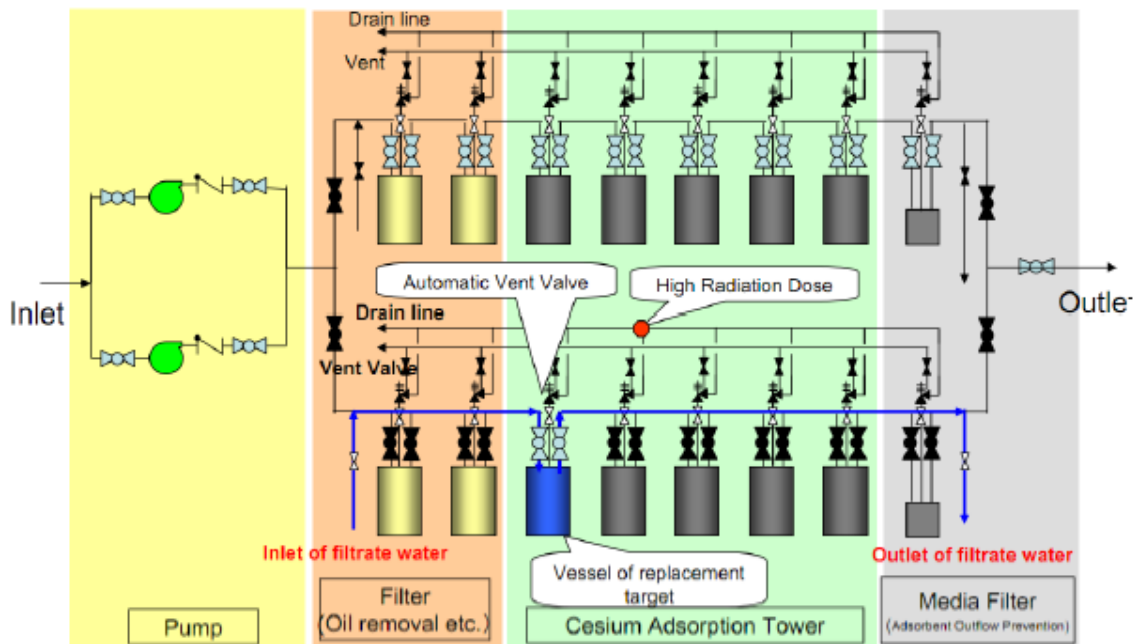 Drain line
Vent
Automatic Vent Valve
High Radiation Dose
Inlet
Outlet
Drain line
Vent Valve
Inlet of filtrate water
Outlet of filtrate water
Vessel of replacement
target
Pump
Filter
(Oil removal etc.)
Cesium Adsorption Tower
Media Filter
(Adsorbent Outflow Prevention)